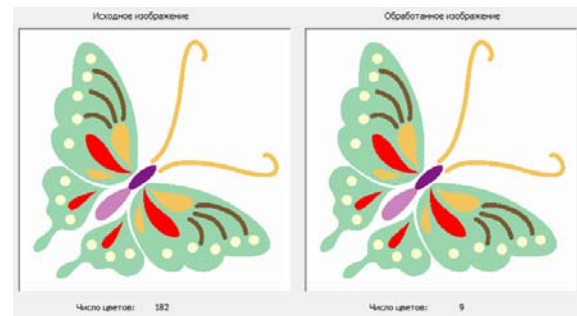 Исходное изображение
Обработанное изображение
Число цветов: 182
Число цветов: 9